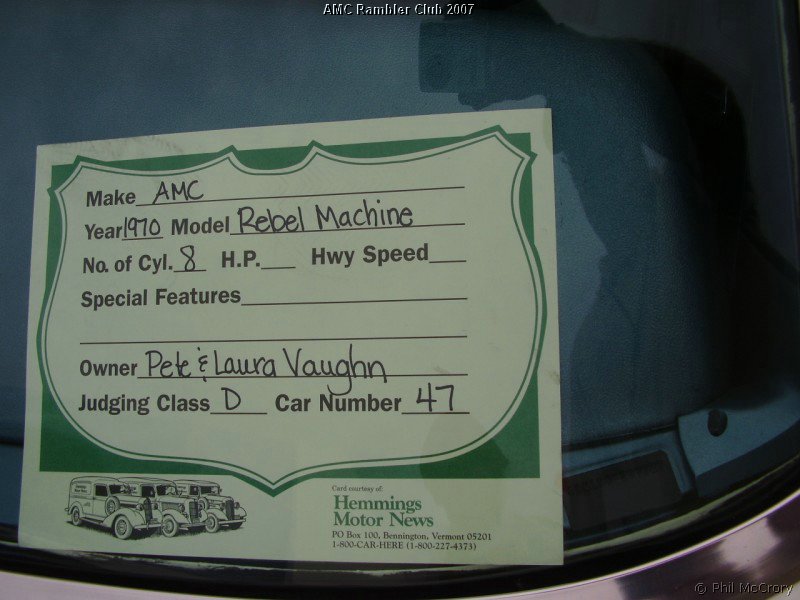 AMC Rambler Club 2007
Make AMC
Year 1970 Model Rebel Machine
No. of Cyl. 8 H.P. Hwy Speed
Special Features
Owner Pete & Laura Vaughn
Judging Class D Car Number 47
Card courtesy of:
Hemmings
Motor News
PO Box 100, Bennington, Vermont 05201
1-800-CAR-HERE (1-800-227-4373)
© Phil McCrory